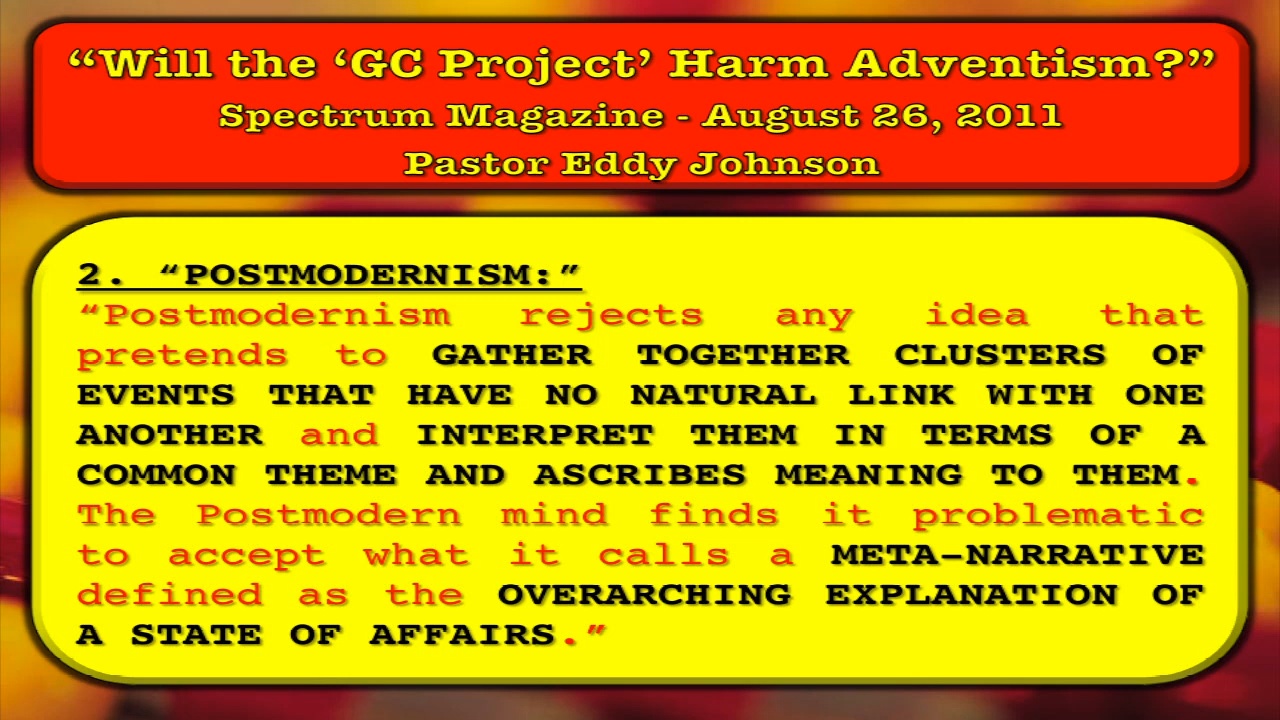 “Will the ‘GC Project’ Harm Adventism?”
Spectrum Magazine - August 26, 2011
Pastor Eddy Johnson
2. “POSTMODERNISM:”
“Postmodernism rejects any idea that
pretends to GATHER TOGETHER CLUSTERS OF
EVENTS THAT HAVE NO NATURAL LINK WITH ONE
ANOTHER and INTERPRET THEM IN TERMS OF A
COMMON THEME AND ASCRIBES MEANING TO THEM.
The Postmodern mind finds it problematic
to accept what it calls a META–NARRATIVE
defined as the OVERARCHING EXPLANATION OF
A STATE OF AFFAIRS.”